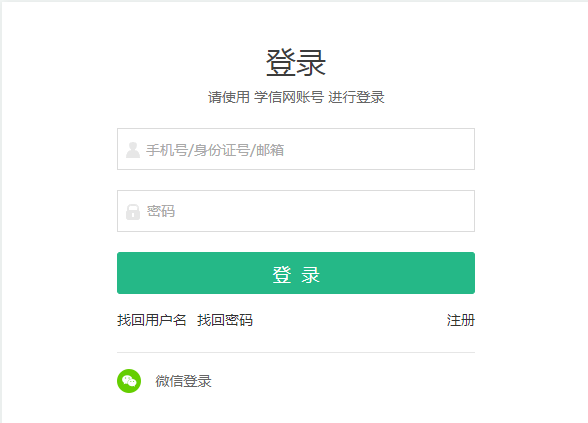 登录
请使用 学信网账号 进行登录
手机号/身份证号/邮箱
密码
登 录
找回用户名 找回密码 注册
微信登录